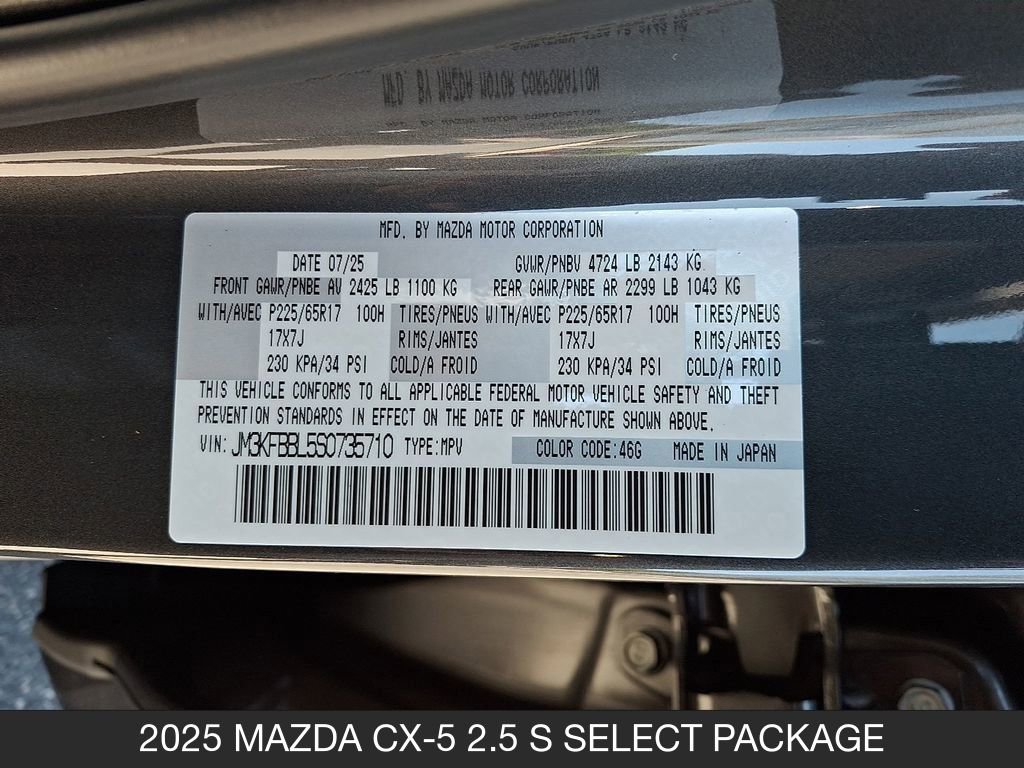 MFD. BY MAZDA MOTOR CORPORATION
DATE 07/25 GVWR/PNBV 4724 LB 2143 KG
FRONT GAWR/PNBE AV 2425 LB 1100 KG REAR GAWR/PNBE AR 2299 LB 1043 KG
WITH/AVEC P225/65R17 100H TIRES/PNEUS WITH/AVEC P225/65R17 100H TIRES/PNEUS
17X7J RIMS/JANTES 17X7J RIMS/JANTES
230 KPA/34 PSI COLD/A FROID 230 KPA/34 PSI COLD/A FROID
THIS VEHICLE CONFORMS TO ALL APPLICABLE FEDERAL MOTOR VEHICLE SAFETY AND THEFT
PREVENTION STANDARDS IN EFFECT ON THE DATE OF MANUFACTURE SHOWN ABOVE.
VIN: JM3KFBBL5S0735710 TYPE:MPV COLOR CODE:46G MADE IN JAPAN
2025 MAZDA CX-5 2.5 S SELECT PACKAGE